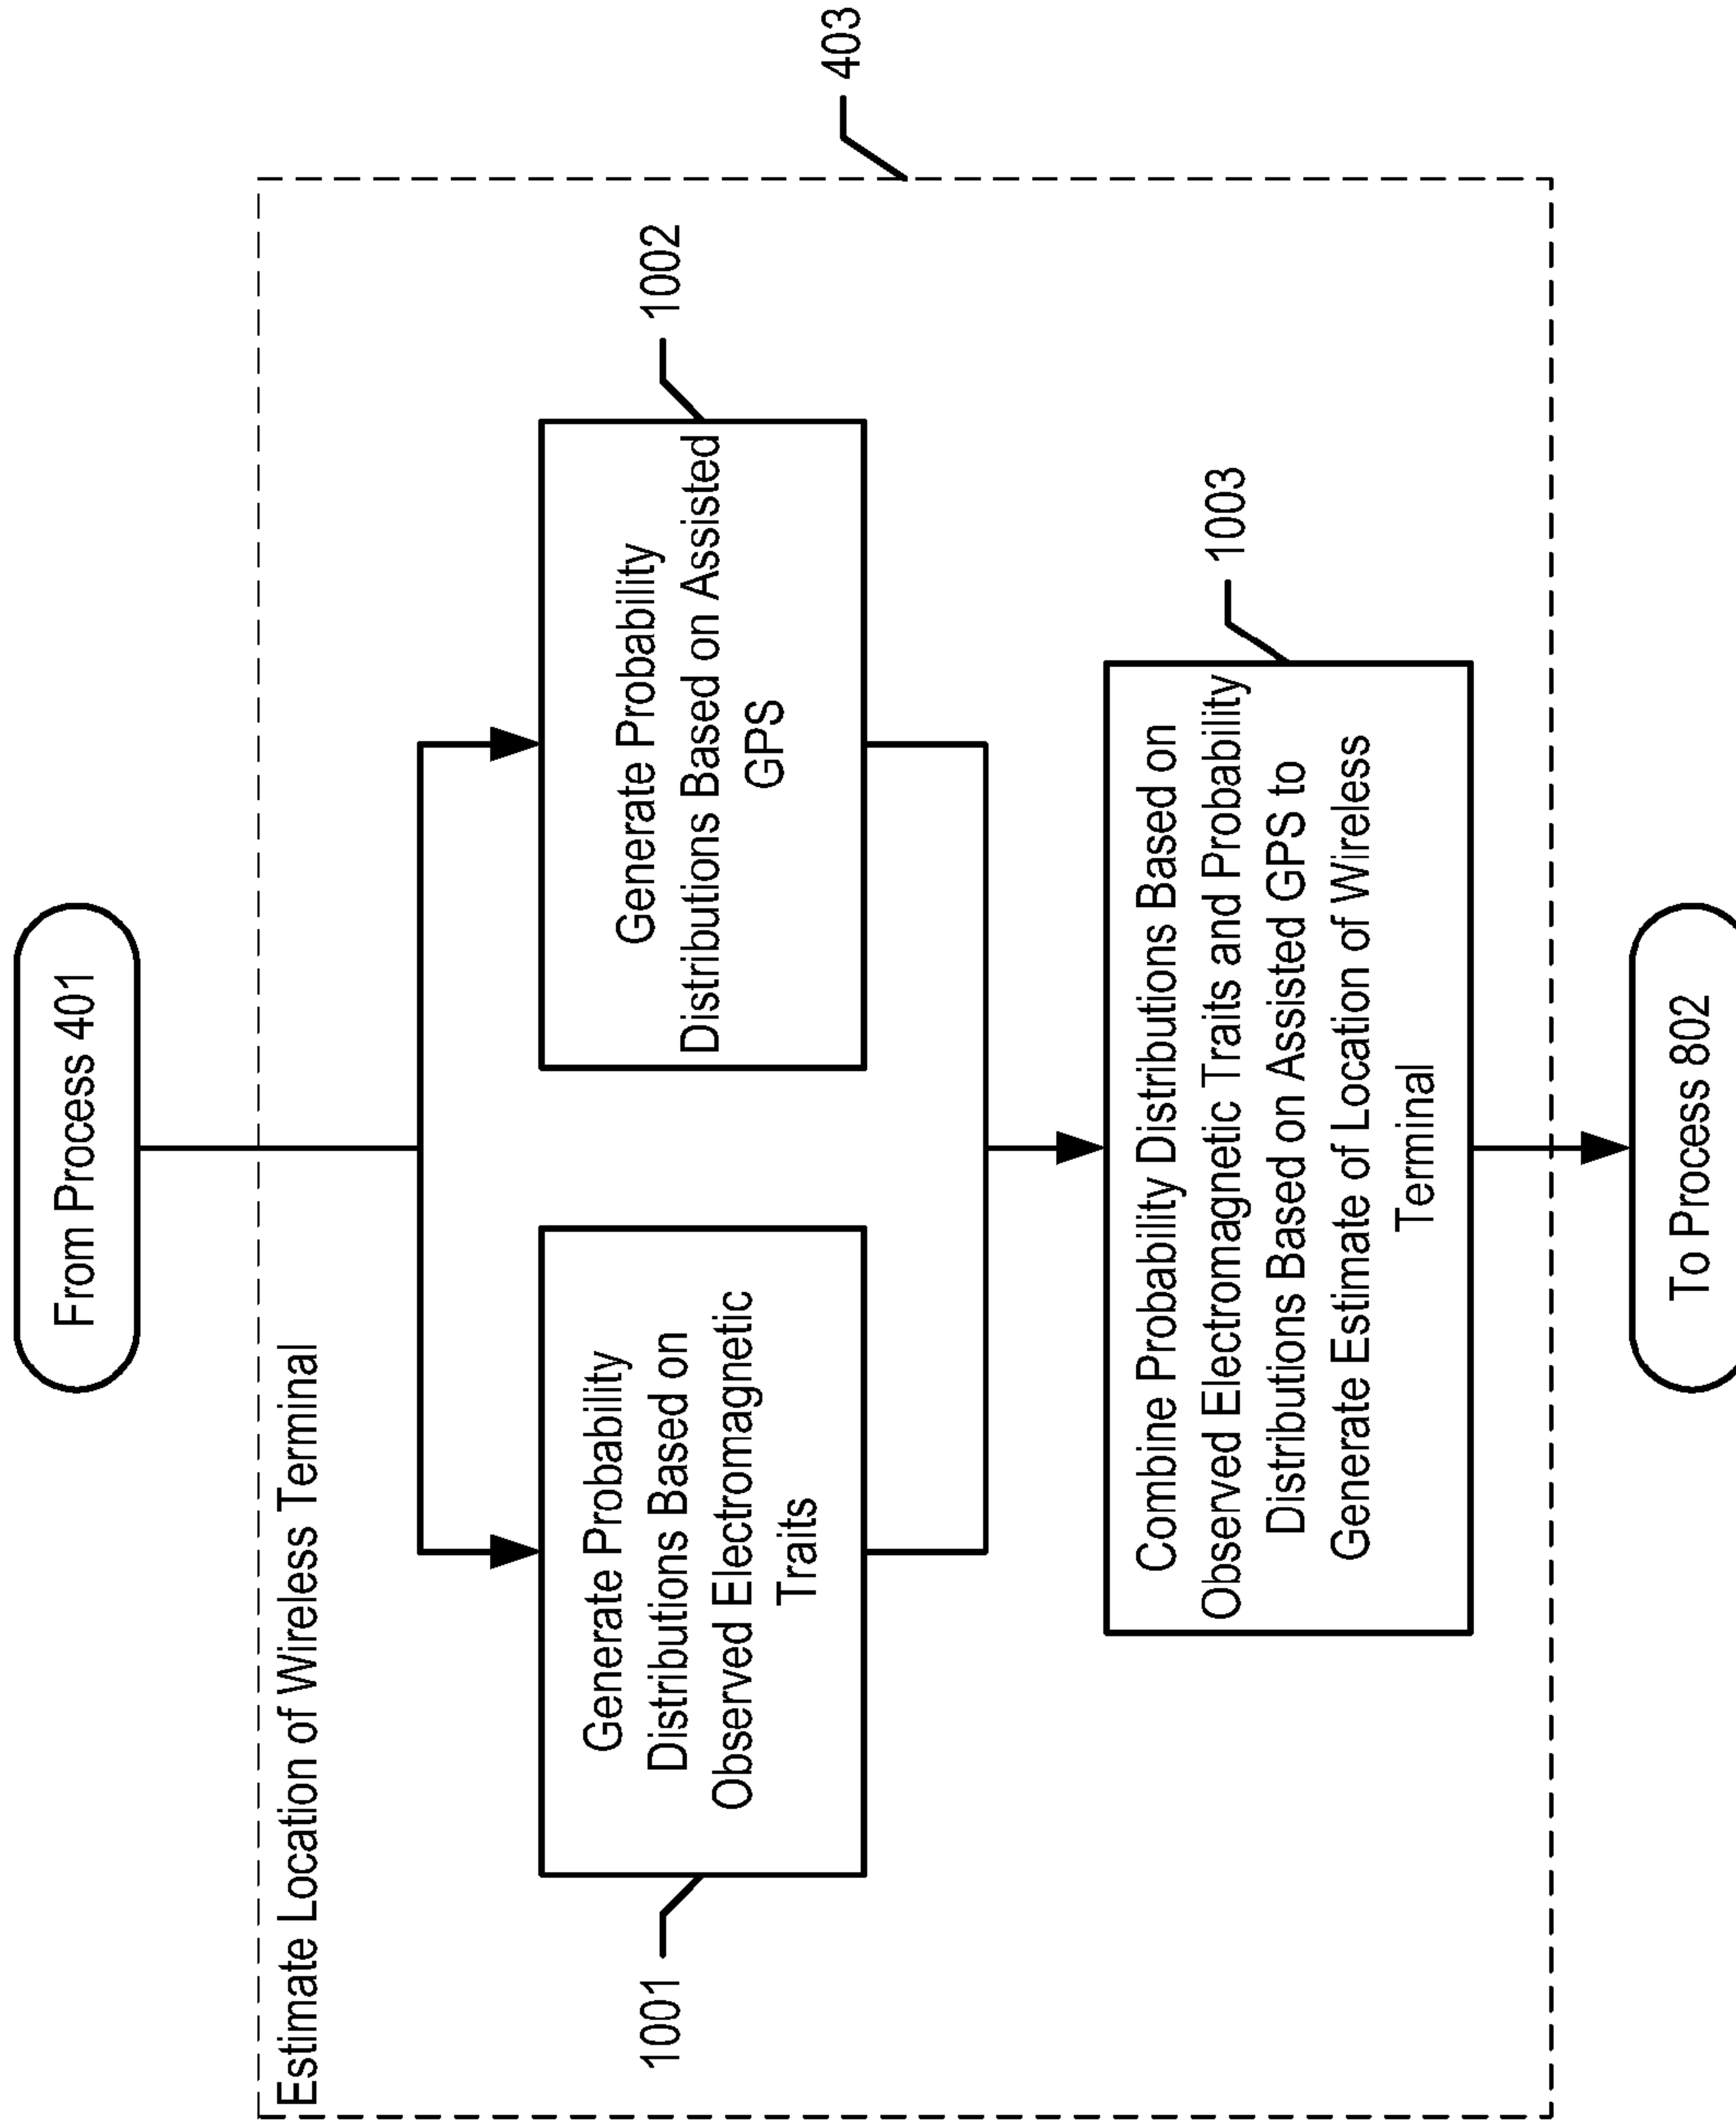 From Process 401
Estimate Location of Wireless Terminal
403
1001
Generate Probability
Distributions Based on
Observed Electromagnetic
Traits
Generate Probability
Distributions Based on Assisted
GPS
1002
Combine Probability Distributions Based on
Observed Electromagnetic Traits and Probability
Distributions Based on Assisted GPS to
Generate Estimate of Location of Wireless
Terminal
1003
To Process 802